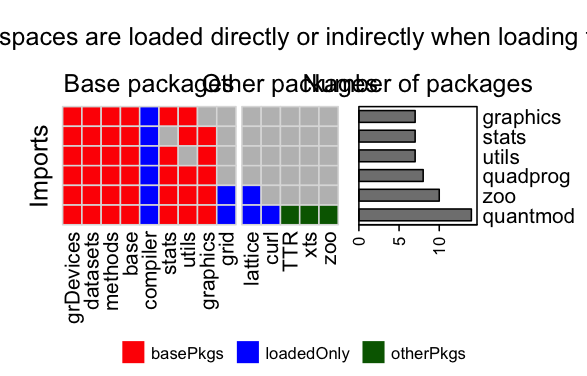 spaces are loaded directly or indirectly when loading
Base packages
Other packages
Number of packages
Imports
graphics
stats
utils
quadprog
zoo
quantmod
0
5
10
grDevices
datasets
methods
base
compiler
stats
utils
graphics
grid
lattice
curl
TTR
xts
zoo
basePkgs
loadedOnly
otherPkgs